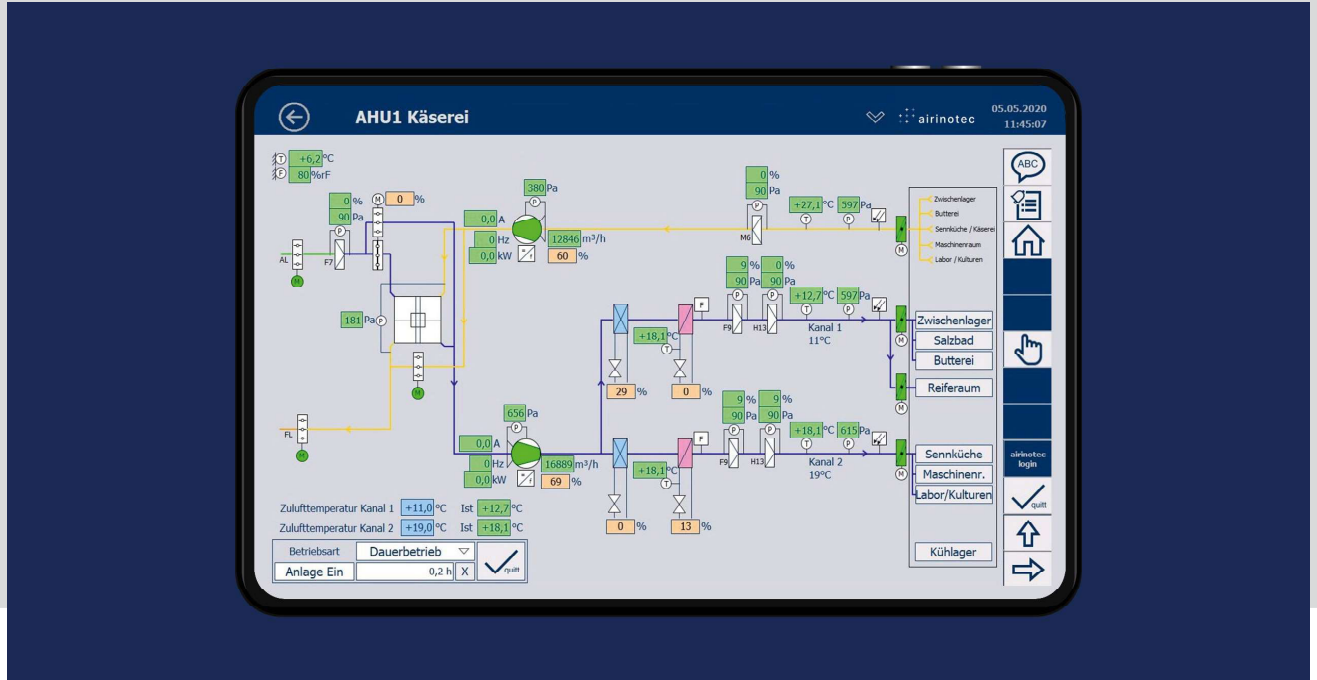 AHU1 Käserei
airinotec
05.05.2020
11:45:07
T +6,2 °C
F 80 %rF
0 %
90 Pa
M 0 %
AL
F7
M
P
181 Pa P
M
FL
M
380 Pa
P
0,0 A
0 Hz
0,0 kW
12846 m³/h
60 %
0 %
90 Pa
P
M6
+27,1 °C
T
597 Pa
P
M
Zwischenlager
Butterei
Sennküche / Käserei
Maschinenraum
Labor / Kulturen
29 %
+18,1 °C
T
0 %
F
9 %
90 Pa
P
F9
0 %
90 Pa
P
H13
+12,7 °C
T
597 Pa
P
Kanal 1
11°C
M
Zwischenlager
Salzbad
Butterei
Reiferaum
M
656 Pa
P
0,0 A
0 Hz
0,0 kW
16889 m³/h
69 %
0 %
+18,1 °C
T
13 %
F
9 %
90 Pa
P
F9
9 %
90 Pa
P
H13
+18,1 °C
T
615 Pa
P
Kanal 2
19°C
M
Sennküche
Maschinenr.
Labor/Kulturen
Kühllager
Zulufttemperatur Kanal 1 +11,0 °C Ist +12,7 °C
Zulufttemperatur Kanal 2 +19,0 °C Ist +18,1 °C
Betriebsart Dauerbetrieb
Anlage Ein 0,2 h X
quitt
ABC
airinotec
login
quitt